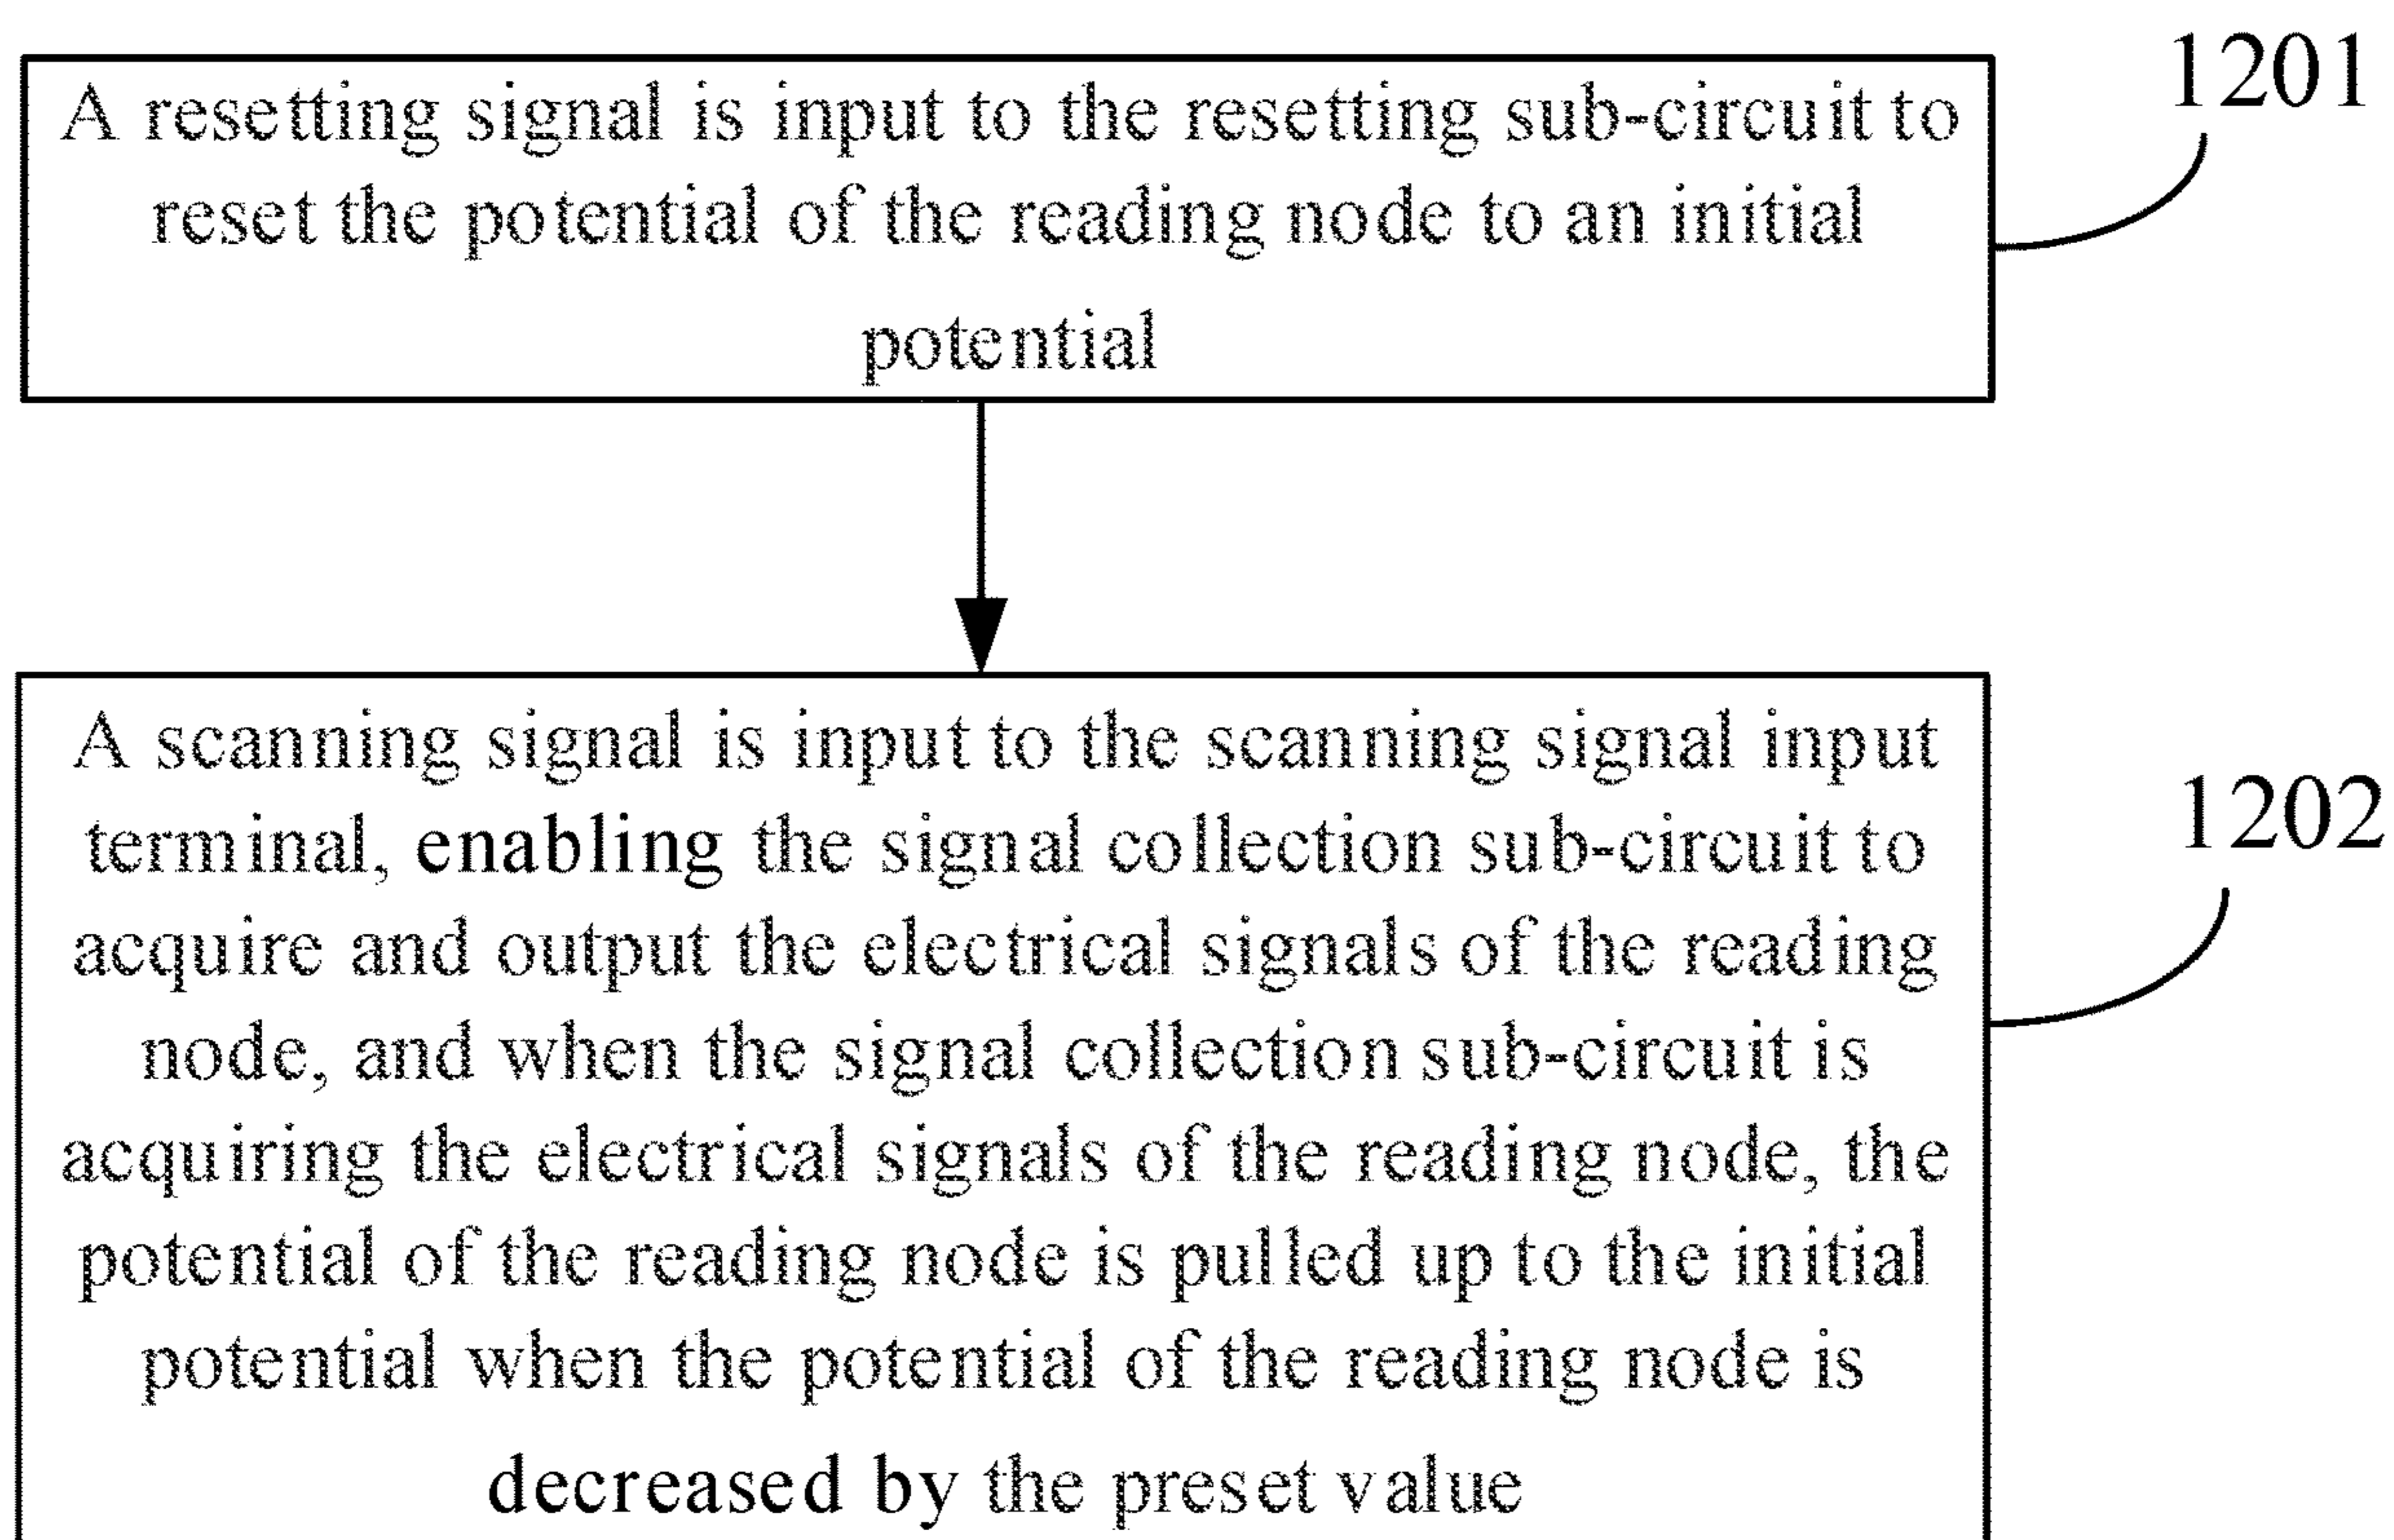 A resetting signal is input to the resetting sub-circuit to
reset the potential of the reading node to an initial
potential
1201
A scanning signal is input to the scanning signal input
terminal, enabling the signal collection sub-circuit to
acquire and output the electrical signals of the reading
node, and when the signal collection sub-circuit is
acquiring the electrical signals of the reading node, the
potential of the reading node is pulled up to the initial
potential when the potential of the reading node is
decreased by the preset value
1202